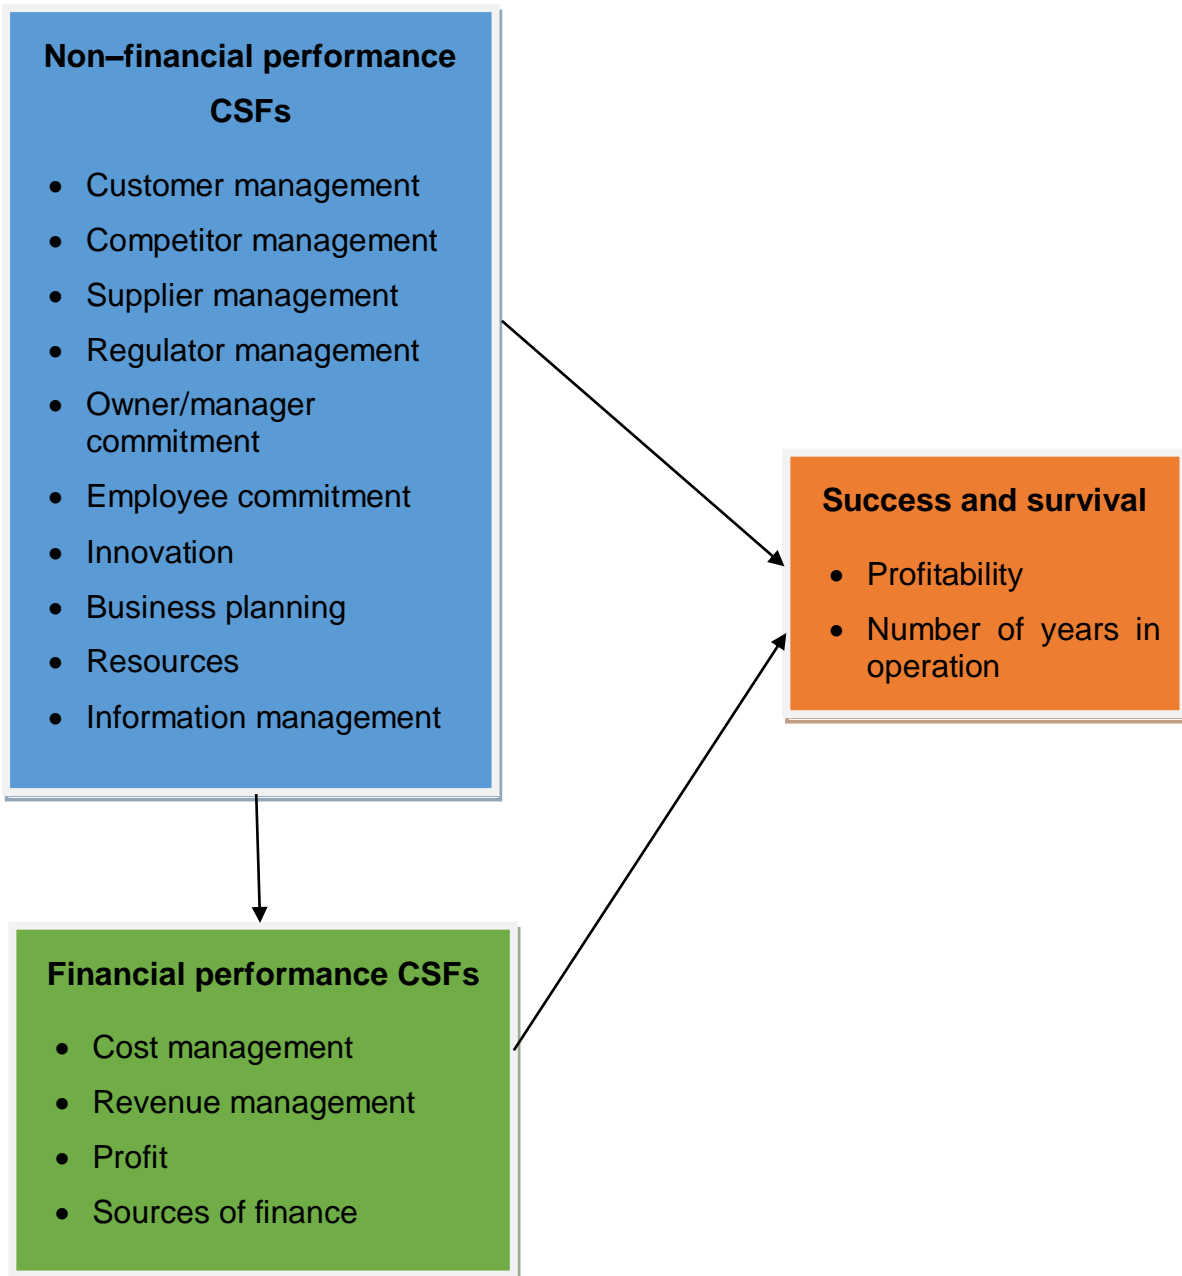 Non–financial performance
CSFs
• Customer management
• Competitor management
• Supplier management
• Regulator management
• Owner/manager
commitment
• Employee commitment
• Innovation
• Business planning
• Resources
• Information management
Success and survival
• Profitability
• Number of years in
operation
Financial performance CSFs
• Cost management
• Revenue management
• Profit
• Sources of finance